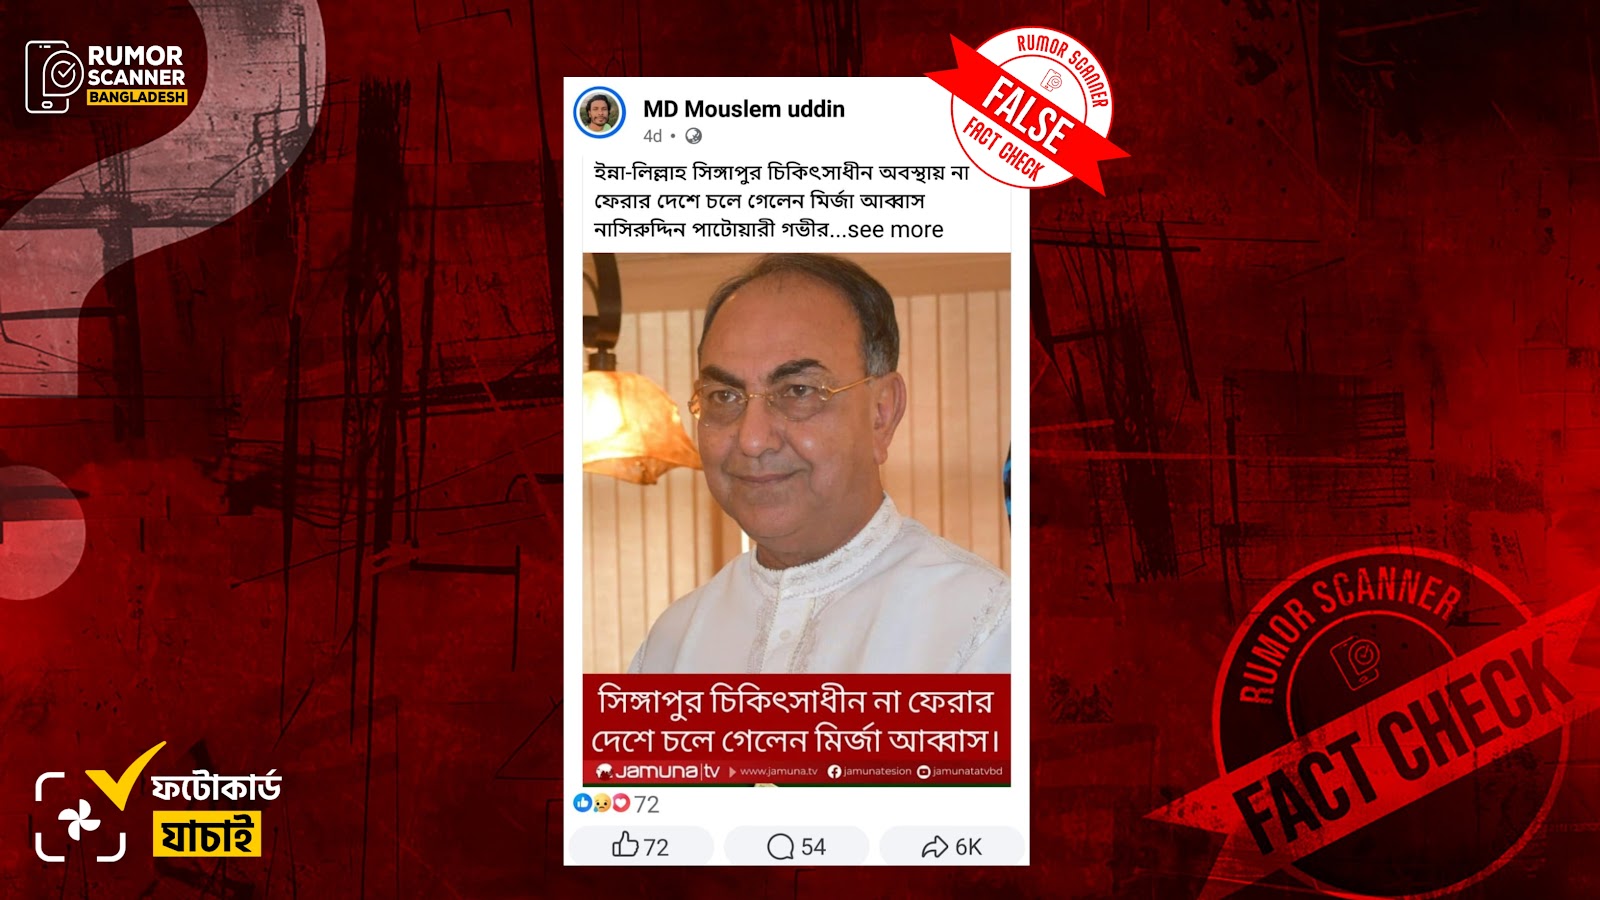 RUMOR
SCANNER
BANGLADESH
MD Mouslem uddin
4d
RUMOR SCANNER
FALSE
FACT CHECK
ইন্না-লিল্লাহ সিঙ্গাপুর চিকিৎসাধীন অবস্থায় না
ফেরার দেশে চলে গেলেন মির্জা আব্বাস
নাসিরুদ্দিন পাটোয়ারী গভীর...see more
সিঙ্গাপুর চিকিৎসাধীন না ফেরার
দেশে চলে গেলেন মির্জা আব্বাস।
Jamuna|tv www.jamuna.tv jamunatesion jamunatatvbd
72
72 54 6K
ফটোকার্ড
যাচাই
RUMOR SCANNER
FACT CHECK